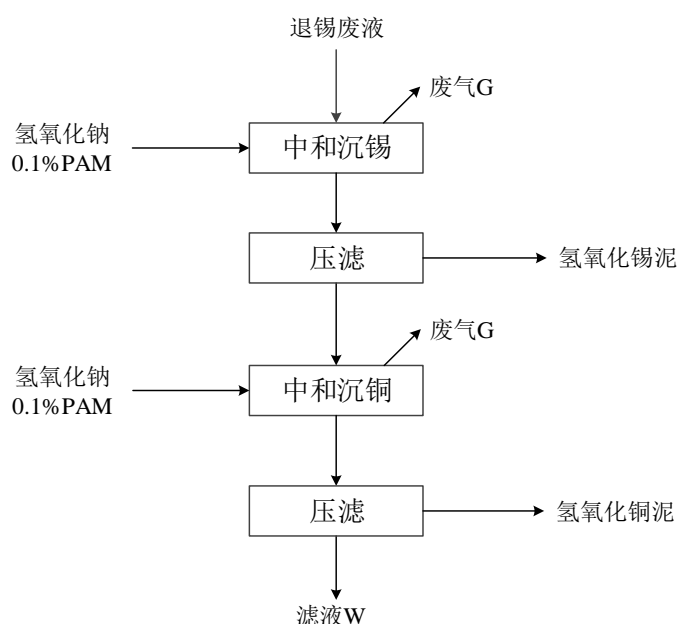 退锡废液
废气G
氢氧化钠
0.1%PAM
中和沉锡
压滤
氢氧化锡泥
废气G
氢氧化钠
0.1%PAM
中和沉铜
压滤
氢氧化铜泥
滤液W